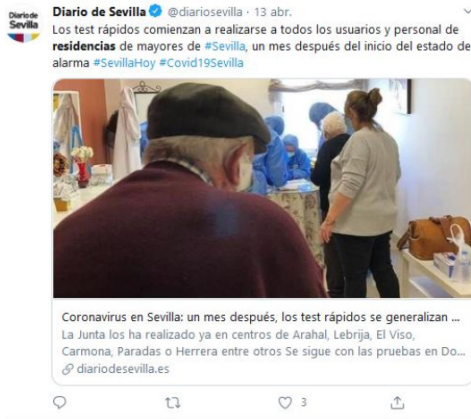 Diario de Sevilla
Diario de Sevilla @diariosevilla · 13 abr.
Los test rápidos comienzan a realizarse a todos los usuarios y personal de
residencias de mayores de #Sevilla, un mes después del inicio del estado de
alarma #SevillaHoy #Covid19Sevilla
Coronavirus en Sevilla: un mes después, los test rápidos se generalizan ...
La Junta los ha realizado ya en centros de Arahal, Lebrija, El Viso,
Carmona, Paradas o Herrera entre otros Se sigue con las pruebas en Do...
diariodesevilla.es
3